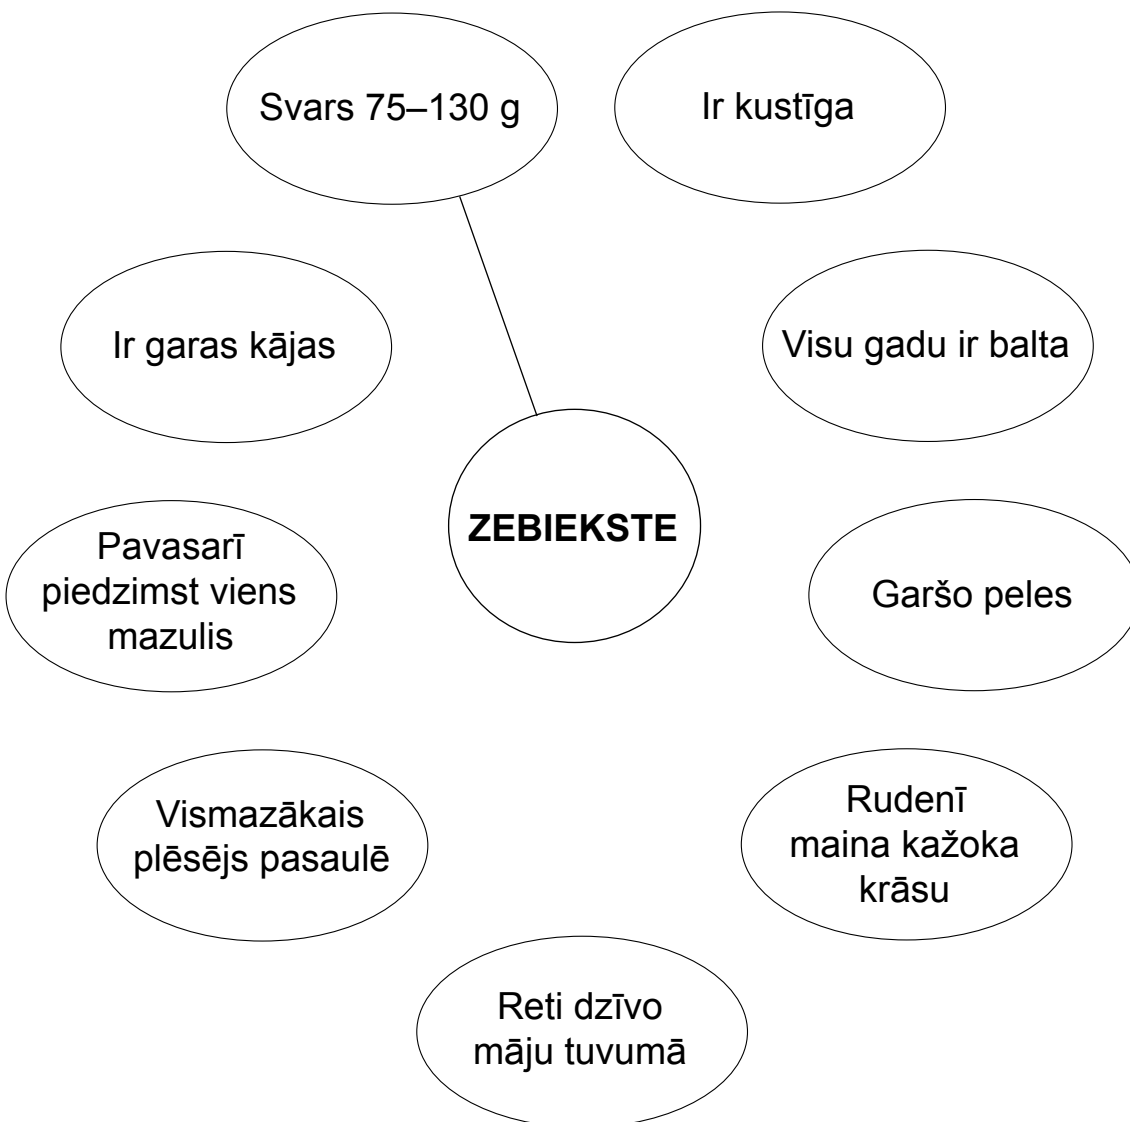 Svars 75–130 g
Ir kustīga
Ir garas kājas
Visu gadu ir balta
ZEBIEKSTE
Pavasarī
piedzimst viens
mazulis
Garšo peles
Vismazākais
plēsējs pasaulē
Rudenī
maina kažoka
krāsu
Reti dzīvo
māju tuvumā